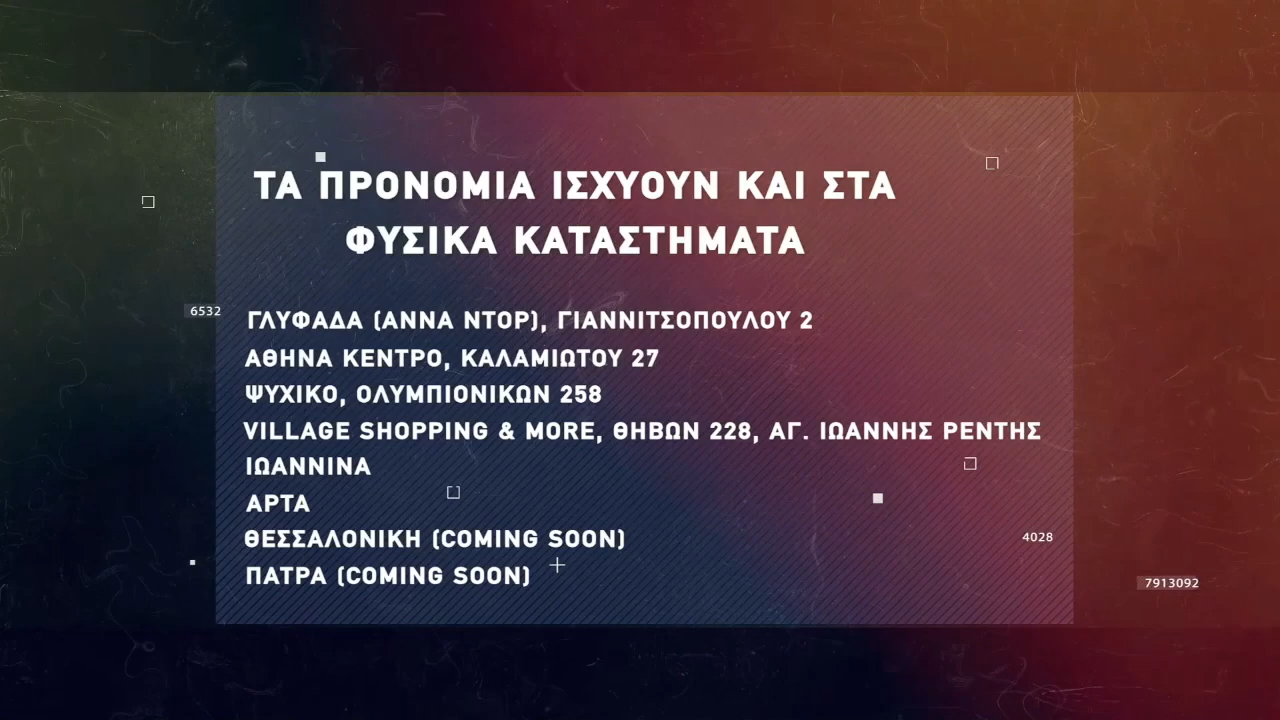 ΤΑ ΠΡΟΝΟΜΙΑ ΙΣΧΥΟΥΝ ΚΑΙ ΣΤΑ
ΦΥΣΙΚΑ ΚΑΤΑΣΤΗΜΑΤΑ
6532
ΓΛΥΦΑΔΑ (ΑΝΝΑ ΝΤΟΡ), ΓΙΑΝΝΙΤΣΟΠΟΥΛΟΥ 2
ΑΘΗΝΑ ΚΕΝΤΡΟ, ΚΑΛΑΜΙΩΤΟΥ 27
ΨΥΧΙΚΟ, ΟΛΥΜΠΙΟΝΙΚΩΝ 258
VILLAGE SHOPPING & MORE, ΘΗΒΩΝ 228, ΑΓ. ΙΩΑΝΝΗΣ ΡΕΝΤΗΣ
ΙΩΑΝΝΙΝΑ
ΑΡΤΑ
ΘΕΣΣΑΛΟΝΙΚΗ (COMING SOON)
4028
ΠΑΤΡΑ (COMING SOON)
7913092